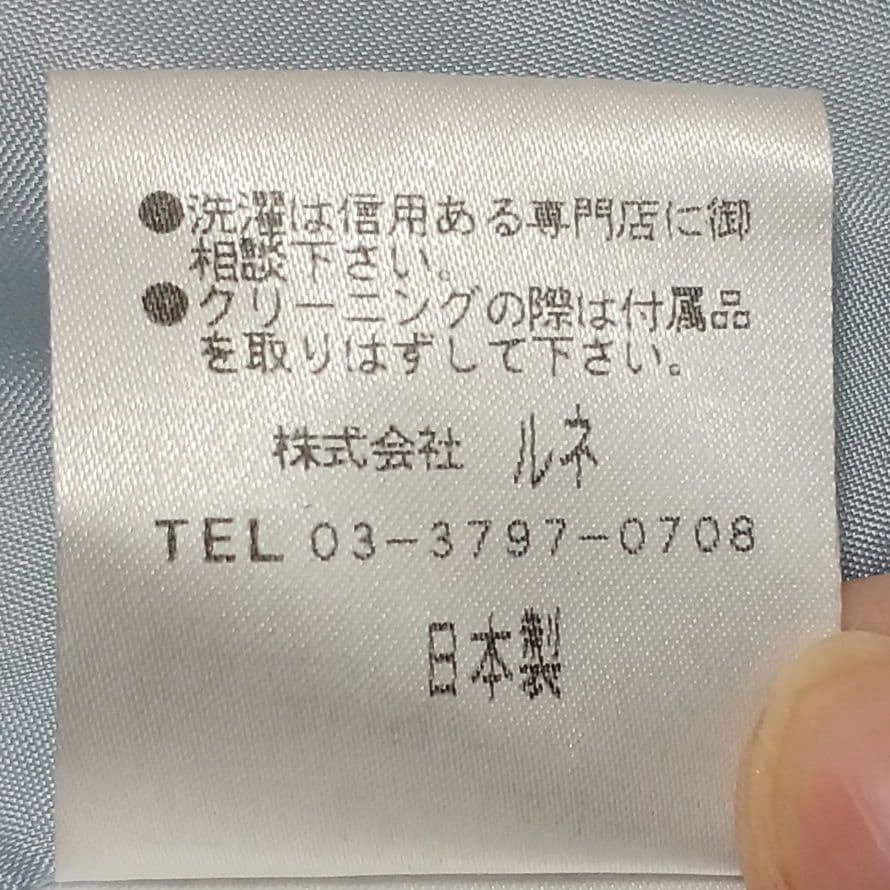 ●洗濯は信用ある専門店に御
相談下さい。
●クリーニングの際は付属品
を取りはずして下さい。
株式会社 ルネ
TEL 03-3797-0708
日本製